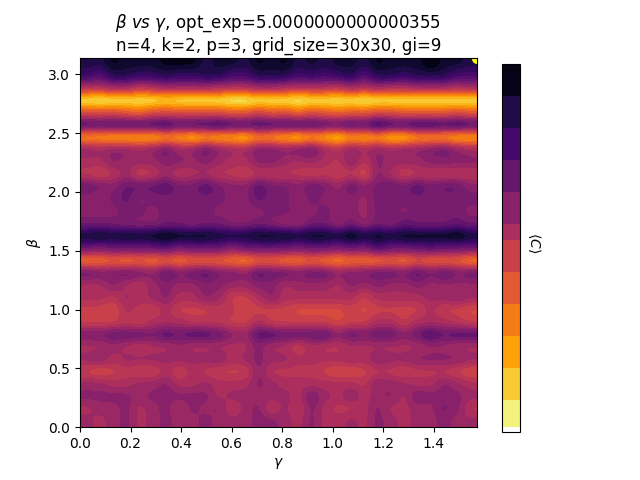 β vs γ, opt_exp=5.0000000000000355
n=4, k=2, p=3, grid_size=30x30, gi=9
3.0
2.5
2.0
1.5
1.0
0.5
0.0
β
0.0 0.2 0.4 0.6 0.8 1.0 1.2 1.4
γ
⟨C⟩